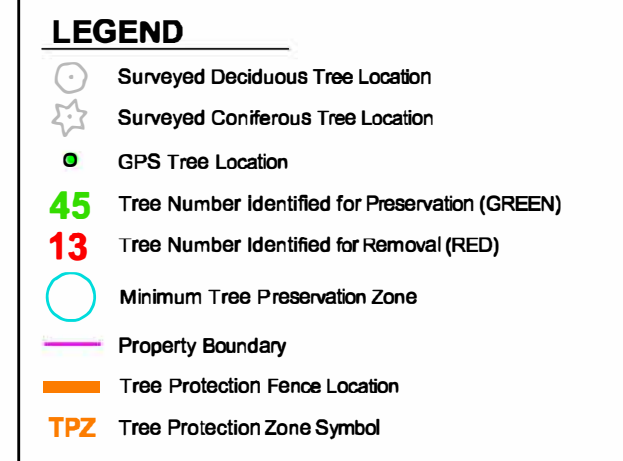 LEGEND
Surveyed Deciduous Tree Location
Surveyed Coniferous Tree Location
GPS Tree Location
45 Tree Number identified for Preservation (GREEN)
13 Tree Number Identified for Removal (RED)
Minimum Tree Preservation Zone
Property Boundary
Tree Protection Fence Location
TPZ Tree Protection Zone Symbol